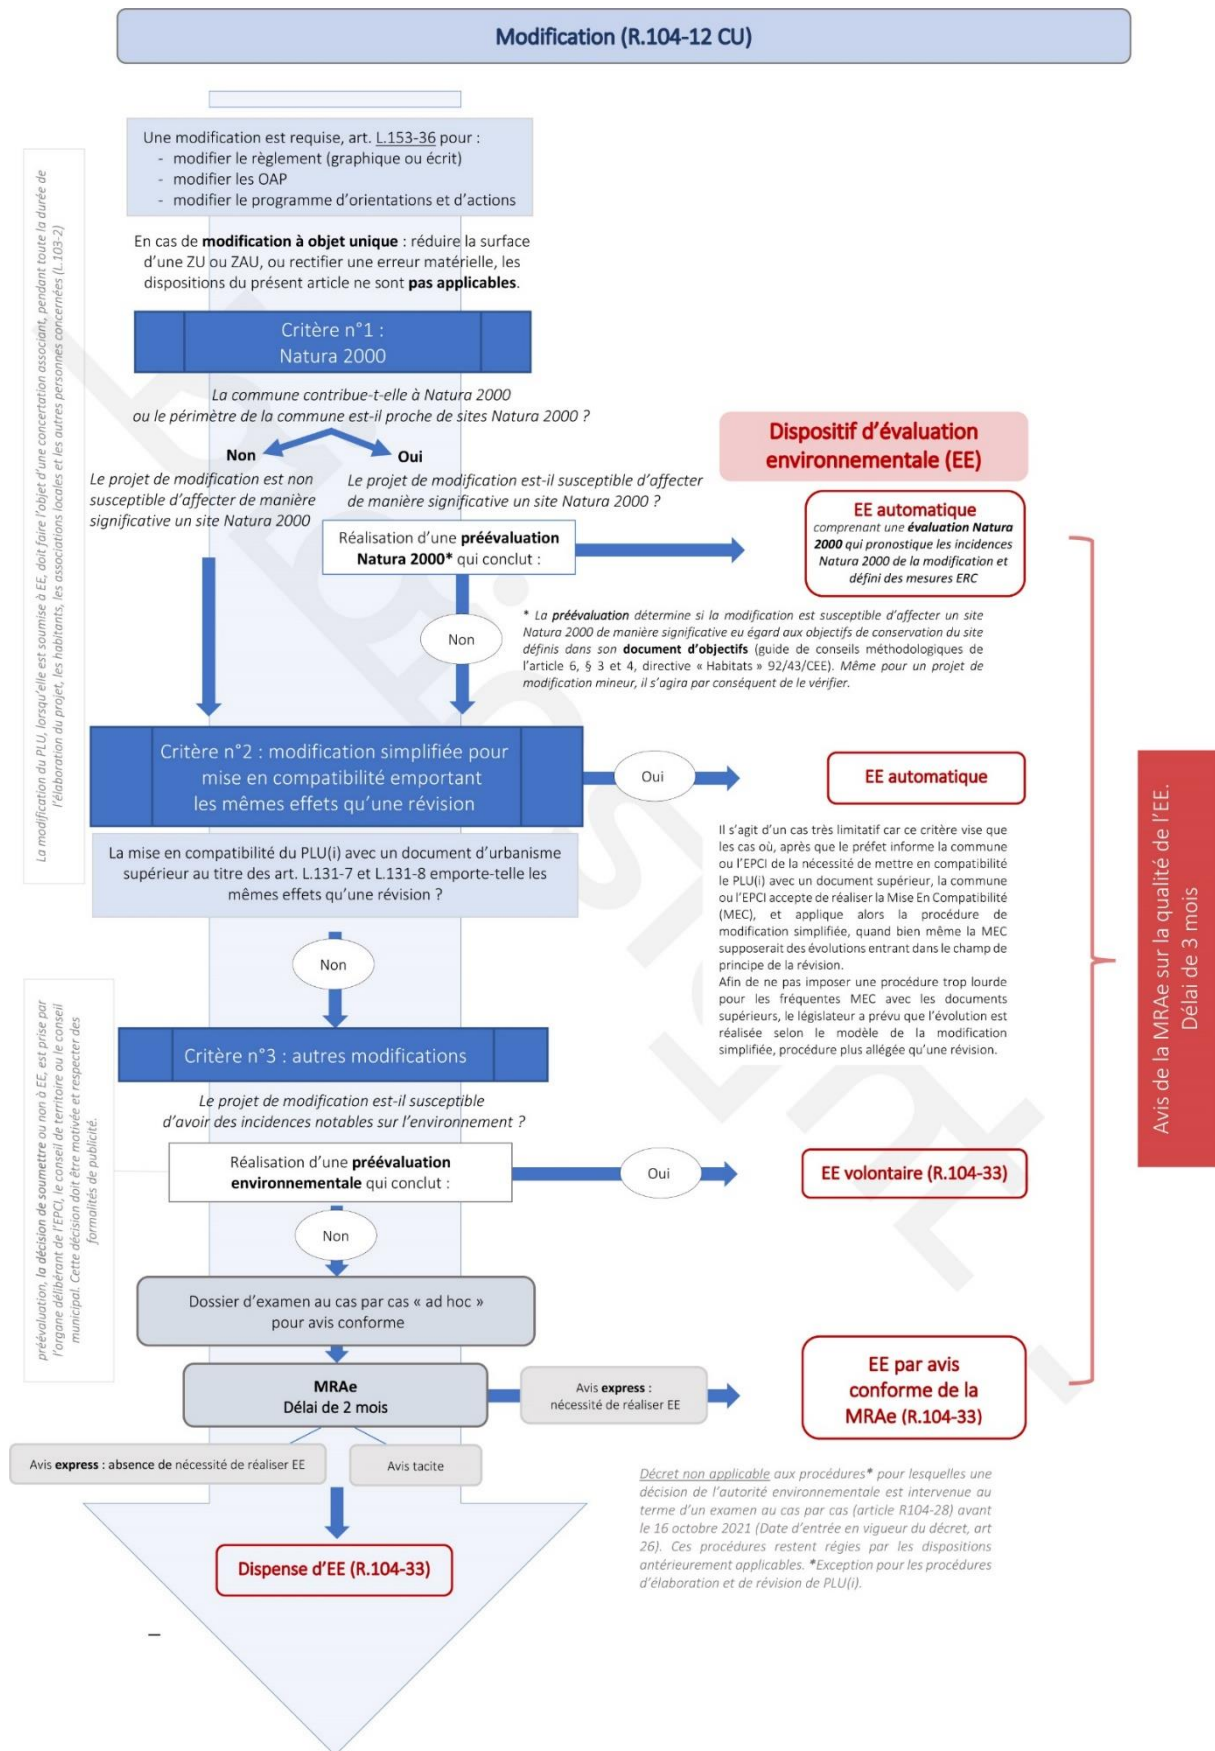 Modification (R.104-12 CU)
Une modification est requise, art. L.153-36 pour :
- modifier le règlement (graphique ou écrit)
- modifier les OAP
- modifier le programme d'orientations et d'actions
En cas de modification à objet unique : réduire la surface
d'une ZU ou ZAU, ou rectifier une erreur matérielle, les
dispositions du présent article ne sont pas applicables.
La modification du PLU, lorsqu'elle est soumise à EE, doit faire l'objet d'une concertation associant, pendant toute la durée de
l'élaboration du projet, les habitants, les associations locales et les autres personnes concernées (L.103-2)
Critère n°1 :
Natura 2000
La commune contribue-t-elle à Natura 2000
ou le périmètre de la commune est-il proche de sites Natura 2000 ?
Non
Oui
Le projet de modification est non
susceptible d'affecter de manière
significative un site Natura 2000
Le projet de modification est-il susceptible d'affecter
de manière significative un site Natura 2000 ?
Réalisation d'une préévaluation
Natura 2000* qui conclut :
Dispositif d'évaluation
environnementale (EE)
EE automatique
comprenant une évaluation Natura
2000 qui pronostique les incidences
Natura 2000 de la modification et
défini des mesures ERC
Non
* La préévaluation détermine si la modification est susceptible d'affecter un site
Natura 2000 de manière significative eu égard aux objectifs de conservation du site
définis dans son document d'objectifs (guide de conseils méthodologiques de
l'article 6, § 3 et 4, directive « Habitats » 92/43/CEE). Même pour un projet de
modification mineur, il s'agira par conséquent de le vérifier.
Critère n°2 : modification simplifiée pour
mise en compatibilité emportant
les mêmes effets qu'une révision
Oui
EE automatique
La mise en compatibilité du PLU(i) avec un document d'urbanisme
supérieur au titre des art. L.131-7 et L.131-8 emporte-telle les
mêmes effets qu'une révision ?
Il s'agit d'un cas très limitatif car ce critère vise que
les cas où, après que le préfet informe la commune
ou l'EPCI de la nécessité de mettre en compatibilité
le PLU(i) avec un document supérieur, la commune
ou l'EPCI accepte de réaliser la Mise En Compatibilité
(MEC), et applique alors la procédure de
modification simplifiée, quand bien même la MEC
supposerait des évolutions entrant dans le champ de
principe de la révision.
Afin de ne pas imposer une procédure trop lourde
pour les fréquentes MEC avec les documents
supérieurs, le législateur a prévu que l'évolution est
réalisée selon le modèle de la modification
simplifiée, procédure plus allégée qu'une révision.
Avis de la MRAe sur la qualité de l'EE.
Délai de 3 mois
Non
Critère n°3 : autres modifications
Le projet de modification est-il susceptible
d'avoir des incidences notables sur l'environnement ?
Réalisation d'une préévaluation
environnementale qui conclut :
Oui
EE volontaire (R.104-33)
préévaluation, la décision de soumettre ou non à EE, est prise par
l'organe délibérant de l'EPCI, le conseil de territoire ou le conseil
municipal. Cette décision doit être motivée et respecter des
formalités de publicité.
Non
Dossier d'examen au cas par cas « ad hoc »
pour avis conforme
MRAe
Délai de 2 mois
Avis express :
nécessité de réaliser EE
EE par avis
conforme de la
MRAe (R.104-33)
Avis express : absence de nécessité de réaliser EE
Avis tacite
Dispense d'EE (R.104-33)
Décret non applicable aux procédures* pour lesquelles une
décision de l'autorité environnementale est intervenue au
terme d'un examen au cas par cas (article R104-28) avant
le 16 octobre 2021 (Date d'entrée en vigueur du décret, art
26). Ces procédures restent régies par les dispositions
antérieurement applicables. *Exception pour les procédures
d'élaboration et de révision de PLU(i).